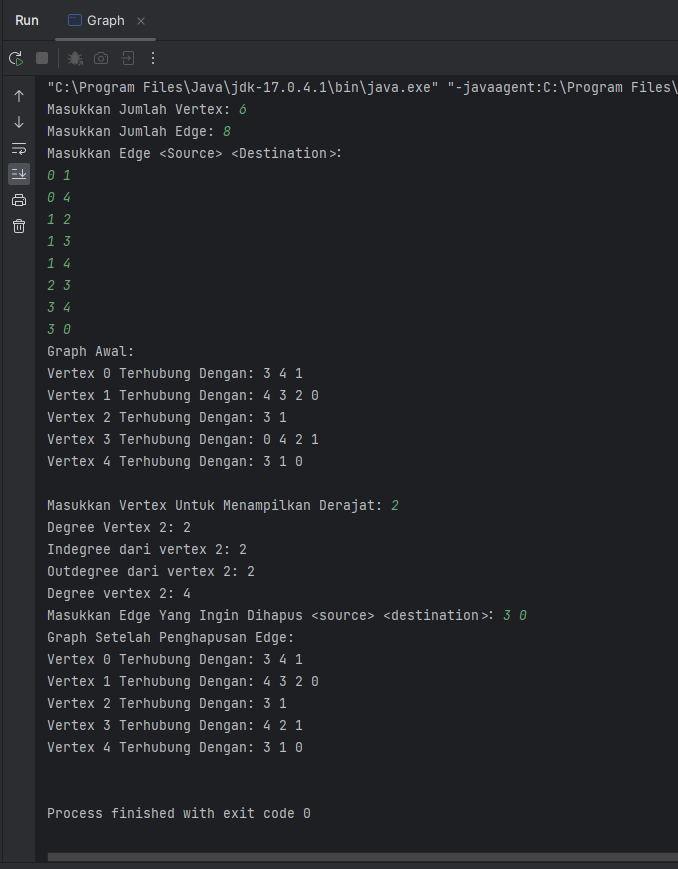 Run Graph
"C:\Program Files\Java\jdk-17.0.4.1\bin\java.exe" "-javaagent:C:\Program Files\
Masukkan Jumlah Vertex: 6
Masukkan Jumlah Edge: 8
Masukkan Edge <Source> <Destination>:
0 1
0 4
1 2
1 3
1 4
2 3
3 4
3 0
Graph Awal:
Vertex 0 Terhubung Dengan: 3 4 1
Vertex 1 Terhubung Dengan: 4 3 2 0
Vertex 2 Terhubung Dengan: 3 1
Vertex 3 Terhubung Dengan: 0 4 2 1
Vertex 4 Terhubung Dengan: 3 1 0
Masukkan Vertex Untuk Menampilkan Derajat: 2
Degree Vertex 2: 2
Indegree dari vertex 2: 2
Outdegree dari vertex 2: 2
Degree vertex 2: 4
Masukkan Edge Yang Ingin Dihapus <source> <destination>: 3 0
Graph Setelah Penghapusan Edge:
Vertex 0 Terhubung Dengan: 3 4 1
Vertex 1 Terhubung Dengan: 4 3 2 0
Vertex 2 Terhubung Dengan: 3 1
Vertex 3 Terhubung Dengan: 4 2 1
Vertex 4 Terhubung Dengan: 3 1 0
Process finished with exit code 0